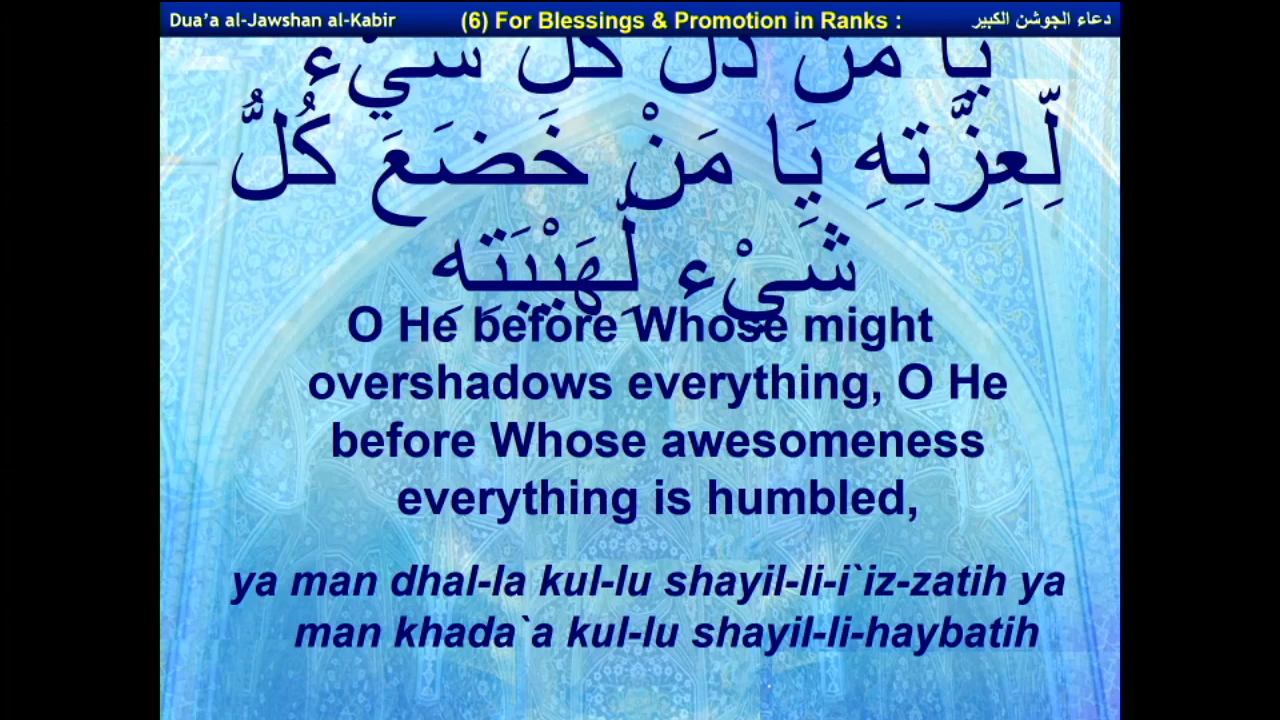 Dua’a al-Jawshan al-Kabir
(6) For Blessings & Promotion in Ranks :
دعاء الجوشن الكبير
يَا مَنْ ذَلَّ كُلُّ شَيْءٍ
لِّعِزَّتِهِ يَا مَنْ خَضَعَ كُلُّ
شَيْءٍ لِّهَيْبَتِهِ
O He before Whose might
overshadows everything, O He
before Whose awesomeness
everything is humbled,
ya man dhal-la kul-lu shayil-li-i`iz-zatih ya
man khada`a kul-lu shayil-li-haybatih